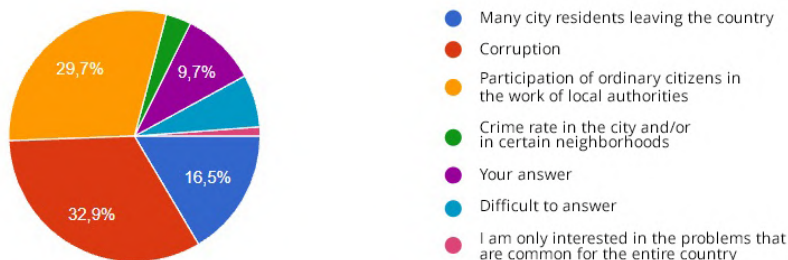 29,7%
9,7%
16,5%
32,9%
Many city residents leaving the country
Corruption
Participation of ordinary citizens in
the work of local authorities
Crime rate in the city and/or
in certain neighborhoods
Your answer
Difficult to answer
I am only interested in the problems that
are common for the entire country